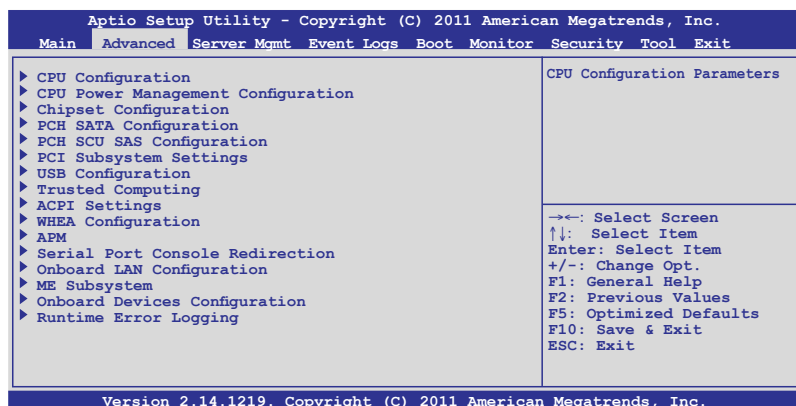 Aptio Setup Utility - Copyright (C) 2011 American Megatrends, Inc.
Main Advanced Server Mgmt Event Logs Boot Monitor Security Tool Exit
CPU Configuration
CPU Power Management Configuration
Chipset Configuration
PCH SATA Configuration
PCH SCU SAS Configuration
PCI Subsystem Settings
USB Configuration
Trusted Computing
ACPI Settings
WHEA Configuration
APM
Serial Port Console Redirection
Onboard LAN Configuration
ME Subsystem
Onboard Devices Configuration
Runtime Error Logging
CPU Configuration Parameters
→←: Select Screen
↑↓: Select Item
Enter: Select Item
+/-: Change Opt.
F1: General Help
F2: Previous Values
F5: Optimized Defaults
F10: Save & Exit
ESC: Exit
Version 2.14.1219. Copyright (C) 2011 American Megatrends, Inc.